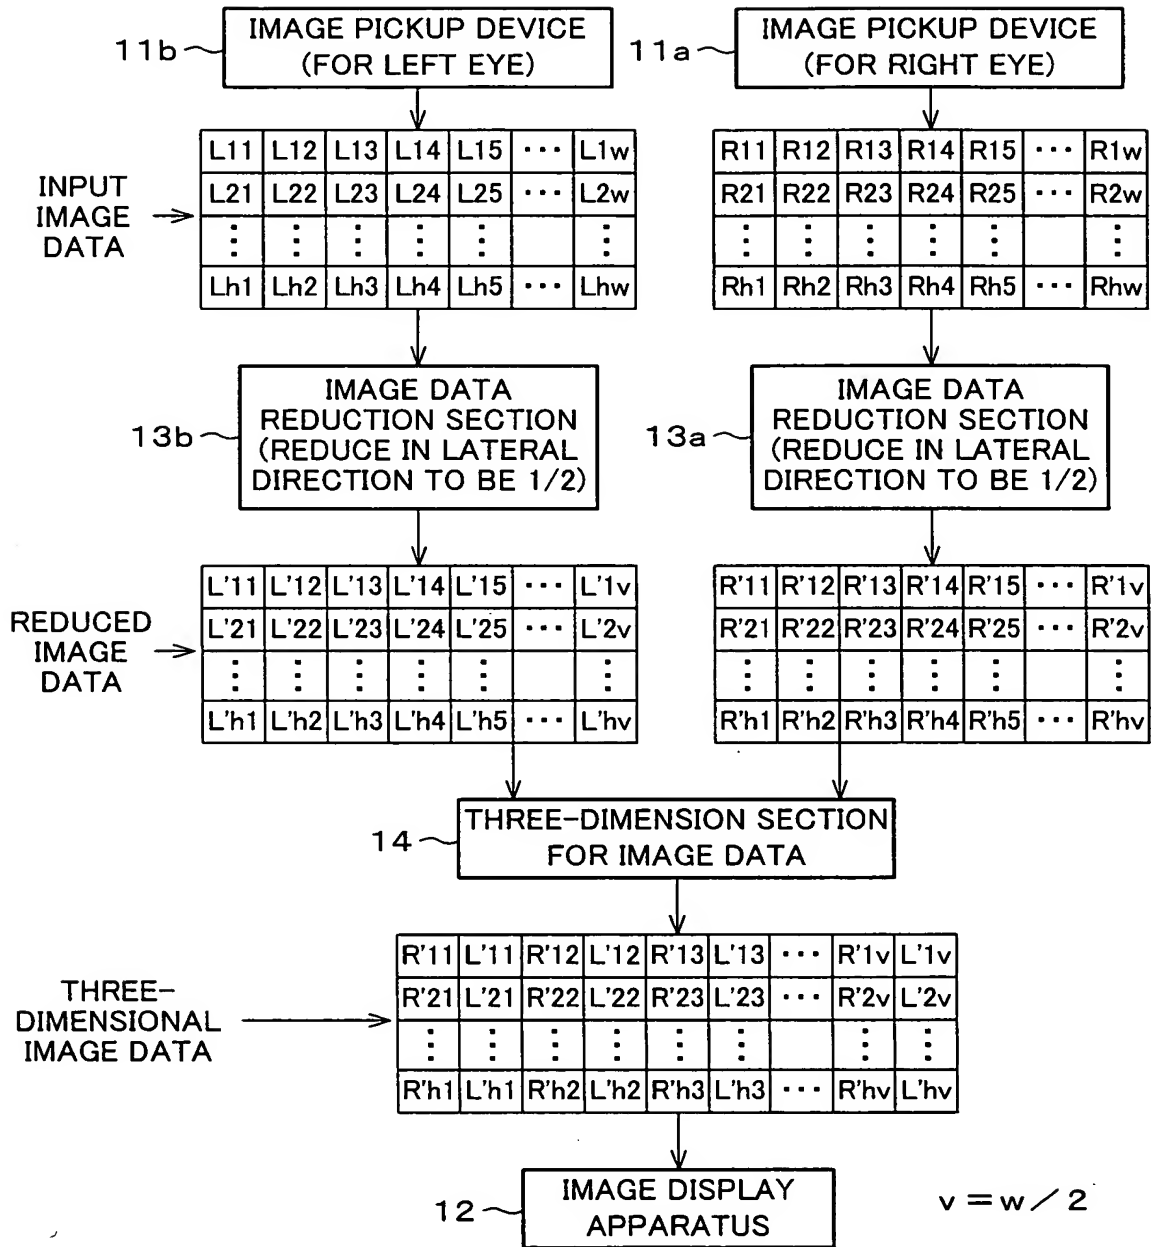 11b IMAGE PICKUP DEVICE
(FOR LEFT EYE)
11a IMAGE PICKUP DEVICE
(FOR RIGHT EYE)
INPUT
IMAGE
DATA
L11 L12 L13 L14 L15 ··· L1w
L21 L22 L23 L24 L25 ··· L2w
⋮ ⋮ ⋮ ⋮ ⋮ ⋮
Lh1 Lh2 Lh3 Lh4 Lh5 ··· Lhw
R11 R12 R13 R14 R15 ··· R1w
R21 R22 R23 R24 R25 ··· R2w
⋮ ⋮ ⋮ ⋮ ⋮ ⋮
Rh1 Rh2 Rh3 Rh4 Rh5 ··· Rhw
13b
IMAGE DATA
REDUCTION SECTION
(REDUCE IN LATERAL
DIRECTION TO BE 1/2)
13a
IMAGE DATA
REDUCTION SECTION
(REDUCE IN LATERAL
DIRECTION TO BE 1/2)
REDUCED
IMAGE
DATA
L'11 L'12 L'13 L'14 L'15 ··· L'1v
L'21 L'22 L'23 L'24 L'25 ··· L'2v
⋮ ⋮ ⋮ ⋮ ⋮ ⋮
L'h1 L'h2 L'h3 L'h4 L'h5 ··· L'hv
R'11 R'12 R'13 R'14 R'15 ··· R'1v
R'21 R'22 R'23 R'24 R'25 ··· R'2v
⋮ ⋮ ⋮ ⋮ ⋮ ⋮
R'h1 R'h2 R'h3 R'h4 R'h5 ··· R'hv
14
THREE-DIMENSION SECTION
FOR IMAGE DATA
THREE-
DIMENSIONAL
IMAGE DATA
R'11 L'11 R'12 L'12 R'13 L'13 ··· R'1v L'1v
R'21 L'21 R'22 L'22 R'23 L'23 ··· R'2v L'2v
⋮ ⋮ ⋮ ⋮ ⋮ ⋮ ⋮ ⋮
R'h1 L'h1 R'h2 L'h2 R'h3 L'h3 ··· R'hv L'hv
12
IMAGE DISPLAY
APPARATUS
v = w / 2